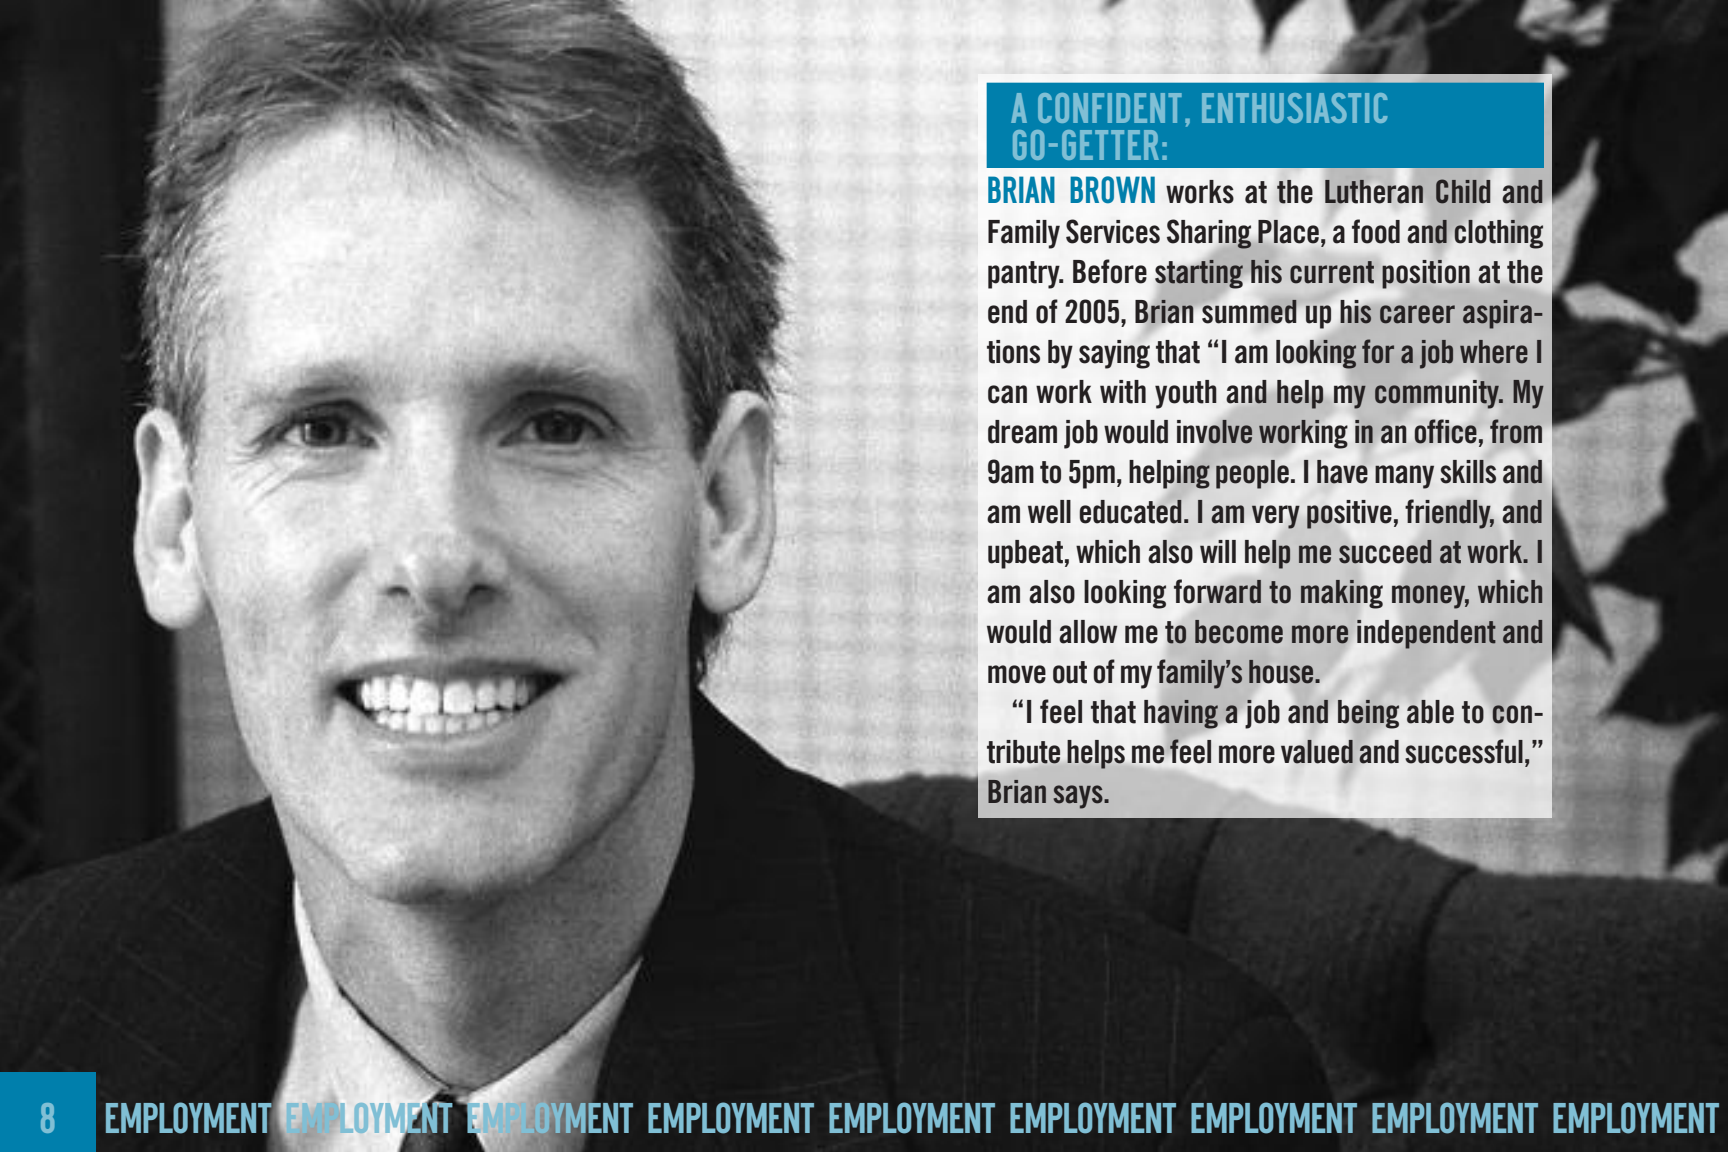 A CONFIDENT, ENTHUSIASTIC
GO-GETTER:
BRIAN BROWN works at the Lutheran Child and
Family Services Sharing Place, a food and clothing
pantry. Before starting his current position at the
end of 2005, Brian summed up his career aspira-
tions by saying that “I am looking for a job where I
can work with youth and help my community. My
dream job would involve working in an office, from
9am to 5pm, helping people. I have many skills and
am well educated. I am very positive, friendly, and
upbeat, which also will help me succeed at work. I
am also looking forward to making money, which
would allow me to become more independent and
move out of my family’s house.
“I feel that having a job and being able to con-
tribute helps me feel more valued and successful,”
Brian says.
8 EMPLOYMENT EMPLOYMENT EMPLOYMENT EMPLOYMENT EMPLOYMENT EMPLOYMENT EMPLOYMENT EMPLOYMENT EMPLOYMENT